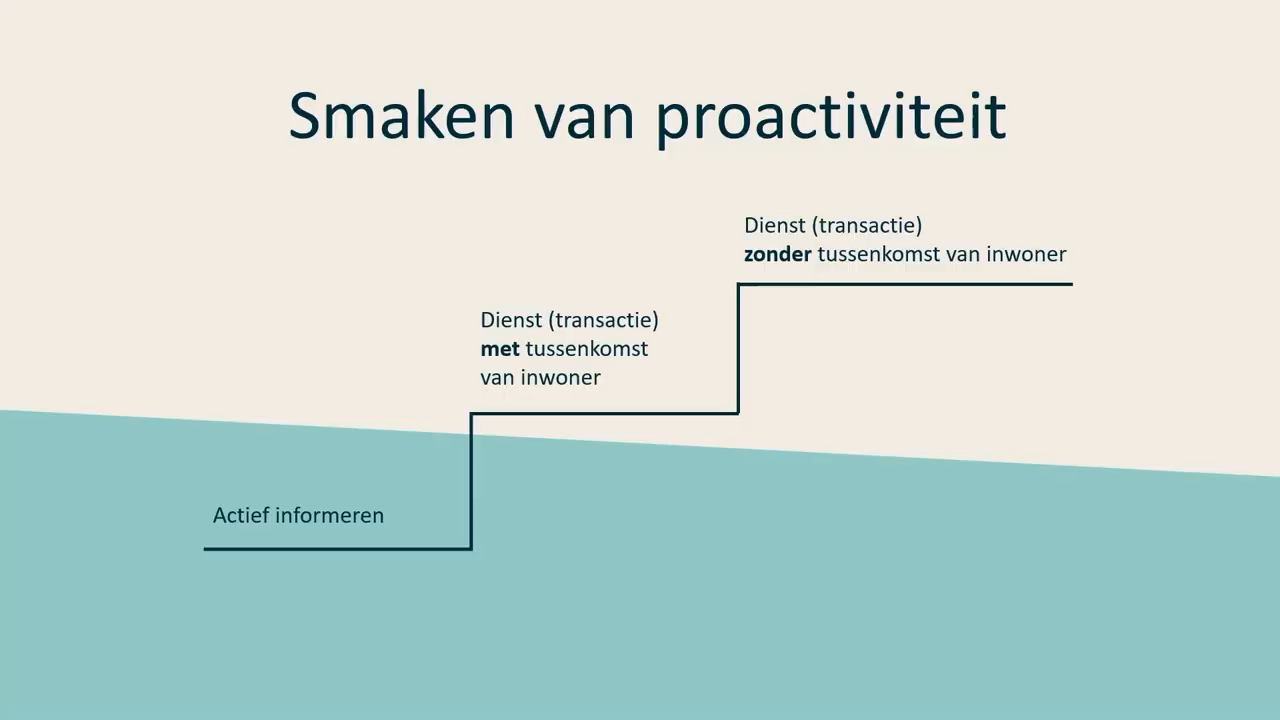 Smaken van proactiviteit
Dienst (transactie)
zonder tussenkomst van inwoner
Dienst (transactie)
met tussenkomst
van inwoner
Actief informeren